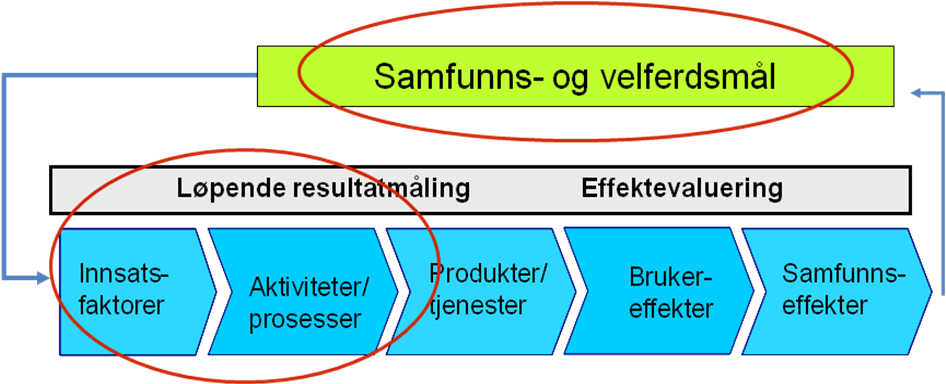 Samfunns- og velferdsmål
Løpende resultatmåling
Effektevaluering
Innsats-
faktorer
Aktiviteter/
prosesser
Produkter/
tjenester
Bruker-
effekter
Samfunns-
effekter